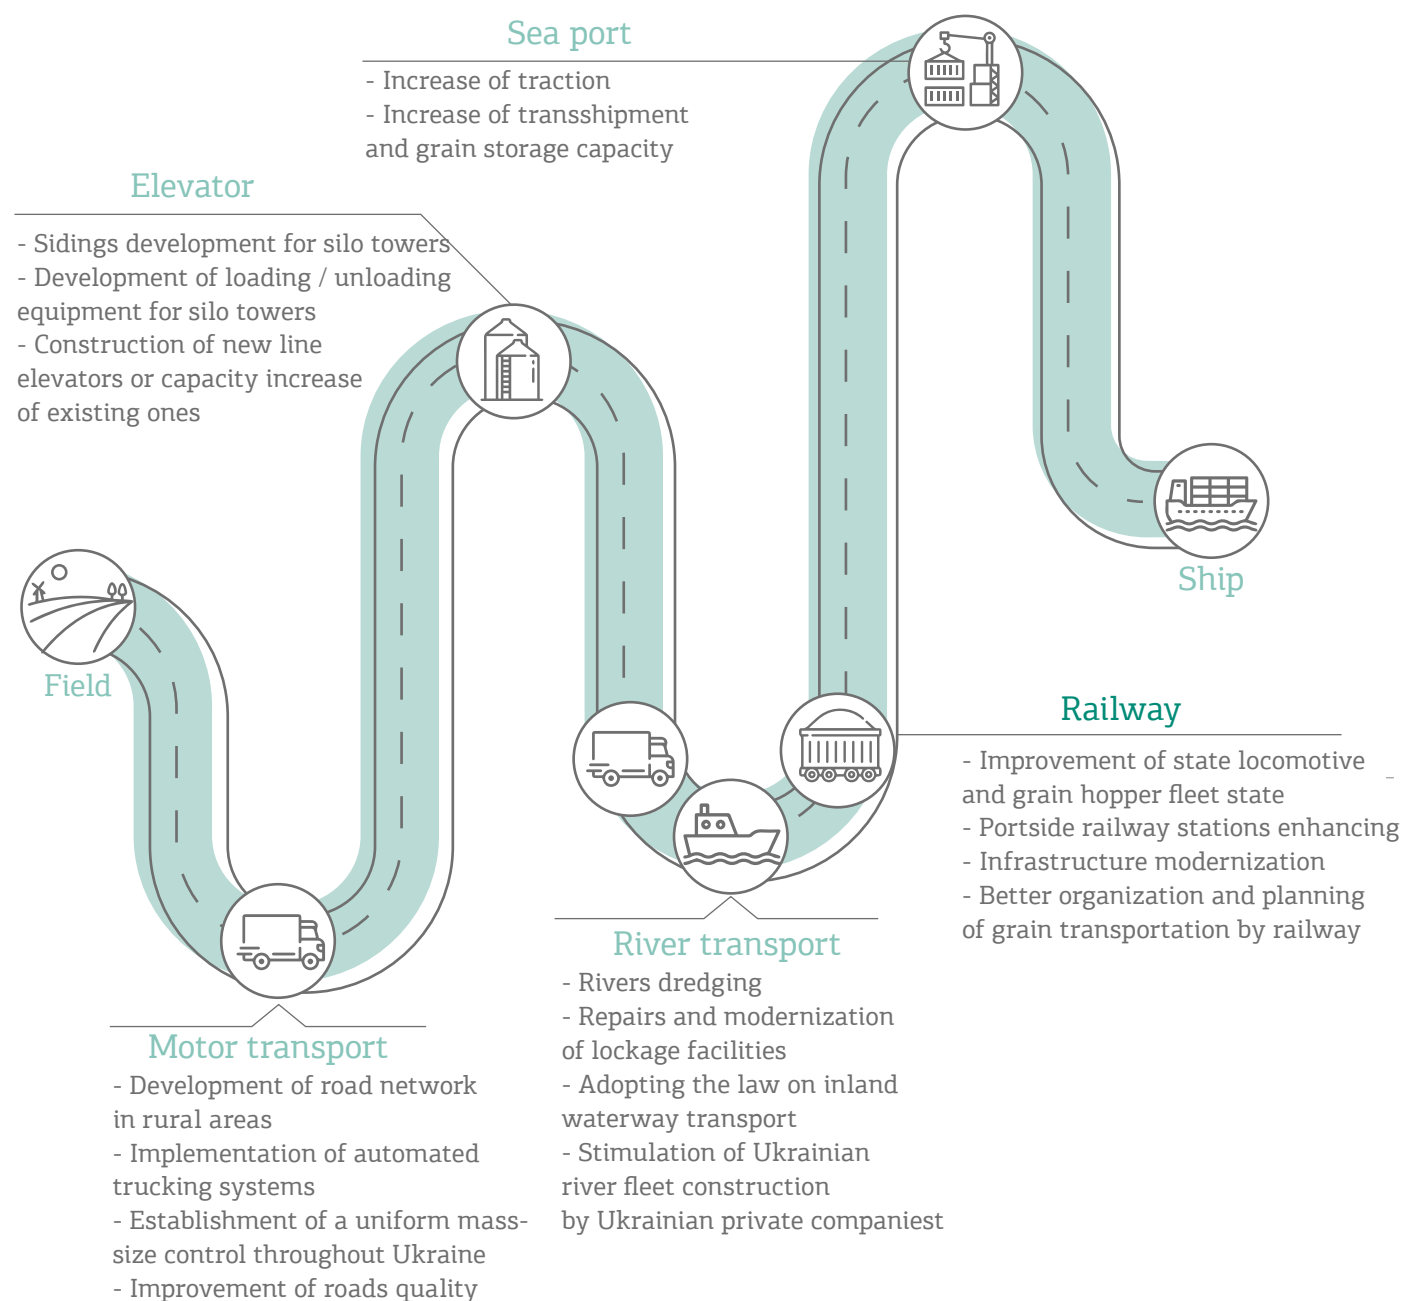 Sea port
- Increase of traction
- Increase of transshipment
and grain storage capacity
Elevator
- Sidings development for silo towers
- Development of loading / unloading
equipment for silo towers
- Construction of new line
elevators or capacity increase
of existing ones
Ship
Field
Railway
- Improvement of state locomotive
and grain hopper fleet state
- Portside railway stations enhancing
- Infrastructure modernization
- Better organization and planning
of grain transportation by railway
-
River transport
- Rivers dredging
- Repairs and modernization
of lockage facilities
- Adopting the law on inland
waterway transport
- Stimulation of Ukrainian
river fleet construction
by Ukrainian private companiest
Motor transport
- Development of road network
in rural areas
- Implementation of automated
trucking systems
- Establishment of a uniform mass-
size control throughout Ukraine
- Improvement of roads quality